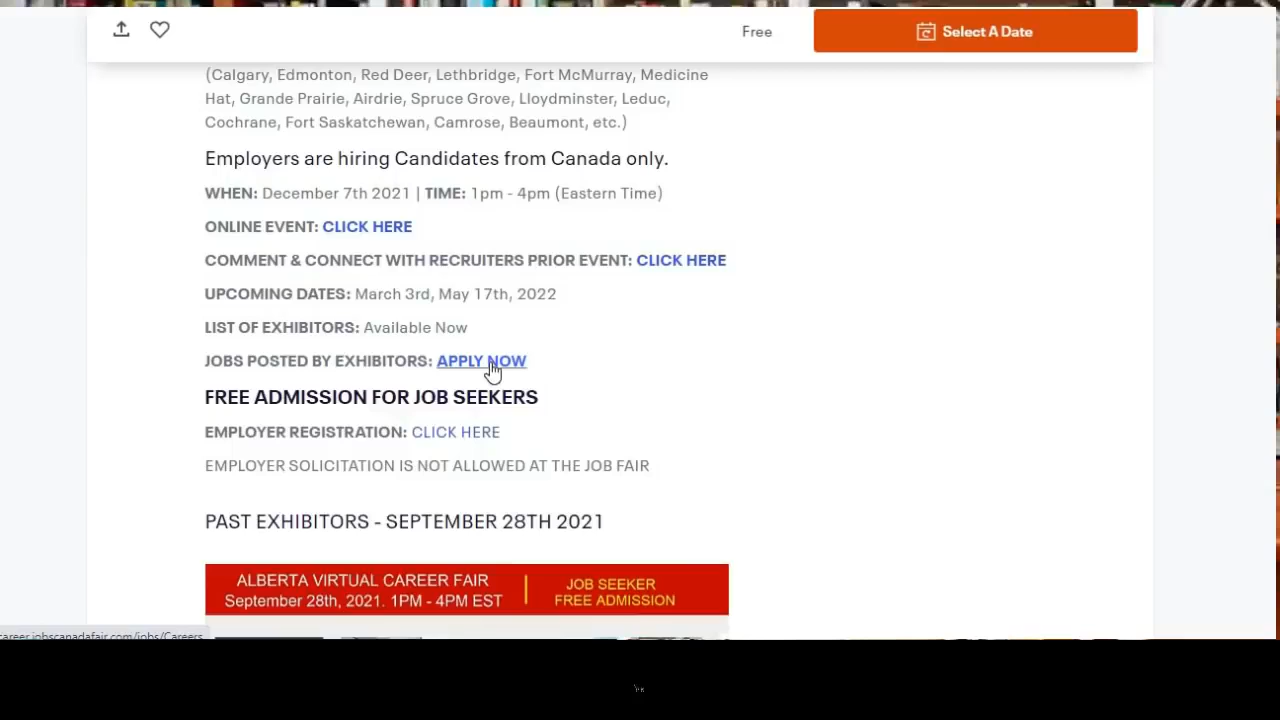 Free
Select A Date
(Calgary, Edmonton, Red Deer, Lethbridge, Fort McMurray, Medicine
Hat, Grande Prairie, Airdrie, Spruce Grove, Lloydminster, Leduc,
Cochrane, Fort Saskatchewan, Camrose, Beaumont, etc.)
Employers are hiring Candidates from Canada only.
WHEN: December 7th 2021 | TIME: 1pm - 4pm (Eastern Time)
ONLINE EVENT: CLICK HERE
COMMENT & CONNECT WITH RECRUITERS PRIOR EVENT: CLICK HERE
UPCOMING DATES: March 3rd, May 17th, 2022
LIST OF EXHIBITORS: Available Now
JOBS POSTED BY EXHIBITORS: APPLY NOW
FREE ADMISSION FOR JOB SEEKERS
EMPLOYER REGISTRATION: CLICK HERE
EMPLOYER SOLICITATION IS NOT ALLOWED AT THE JOB FAIR
PAST EXHIBITORS - SEPTEMBER 28TH 2021
ALBERTA VIRTUAL CAREER FAIR
September 28th, 2021. 1PM - 4PM EST
JOB SEEKER
FREE ADMISSION
career.jobscanadafair.com/jobs/Careers